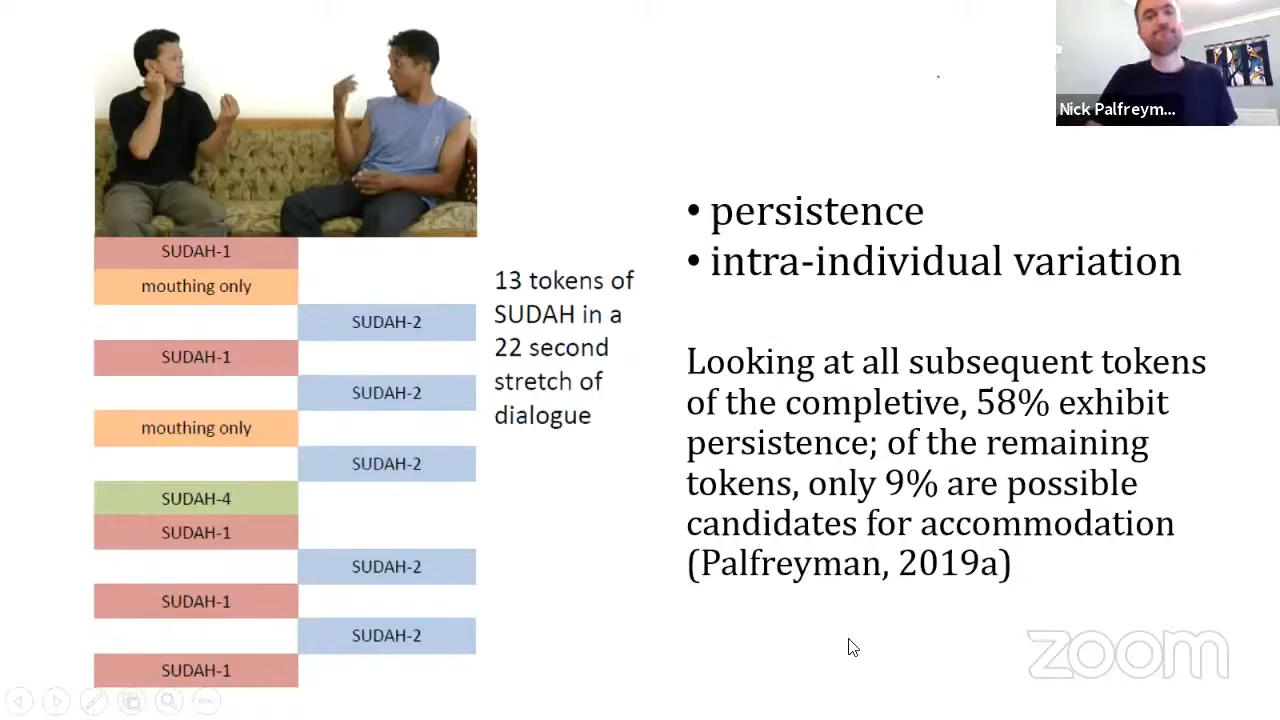 Nick Palfreym...
SUDAH-1
mouthing only
SUDAH-2
SUDAH-1
SUDAH-2
mouthing only
SUDAH-2
SUDAH-4
SUDAH-1
SUDAH-2
SUDAH-1
SUDAH-2
SUDAH-1
13 tokens of
SUDAH in a
22 second
stretch of
dialogue
• persistence
• intra-individual variation
Looking at all subsequent tokens
of the completive, 58% exhibit
persistence; of the remaining
tokens, only 9% are possible
candidates for accommodation
(Palfreyman, 2019a)
zoom